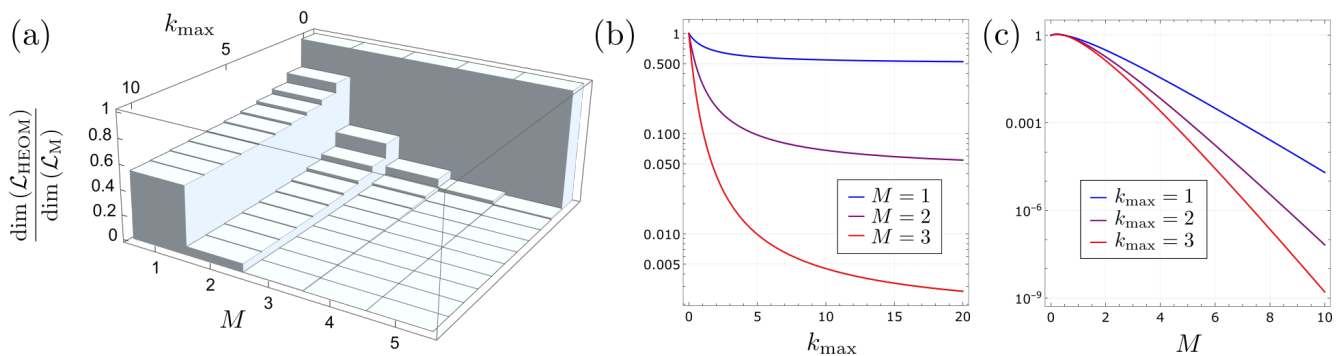 (a)
k_max
0
5
10
dim (ℒ_HEOM)
dim (ℒ_M)
1
0.8
0.6
0.4
0.2
0
1
2
3
4
5
M
(b)
1
0.500
0.100
0.050
0.010
0.005
M = 1
M = 2
M = 3
0
5
10
15
20
k_max
(c)
1
0.001
10^-6
10^-9
k_max = 1
k_max = 2
k_max = 3
0
2
4
6
8
10
M